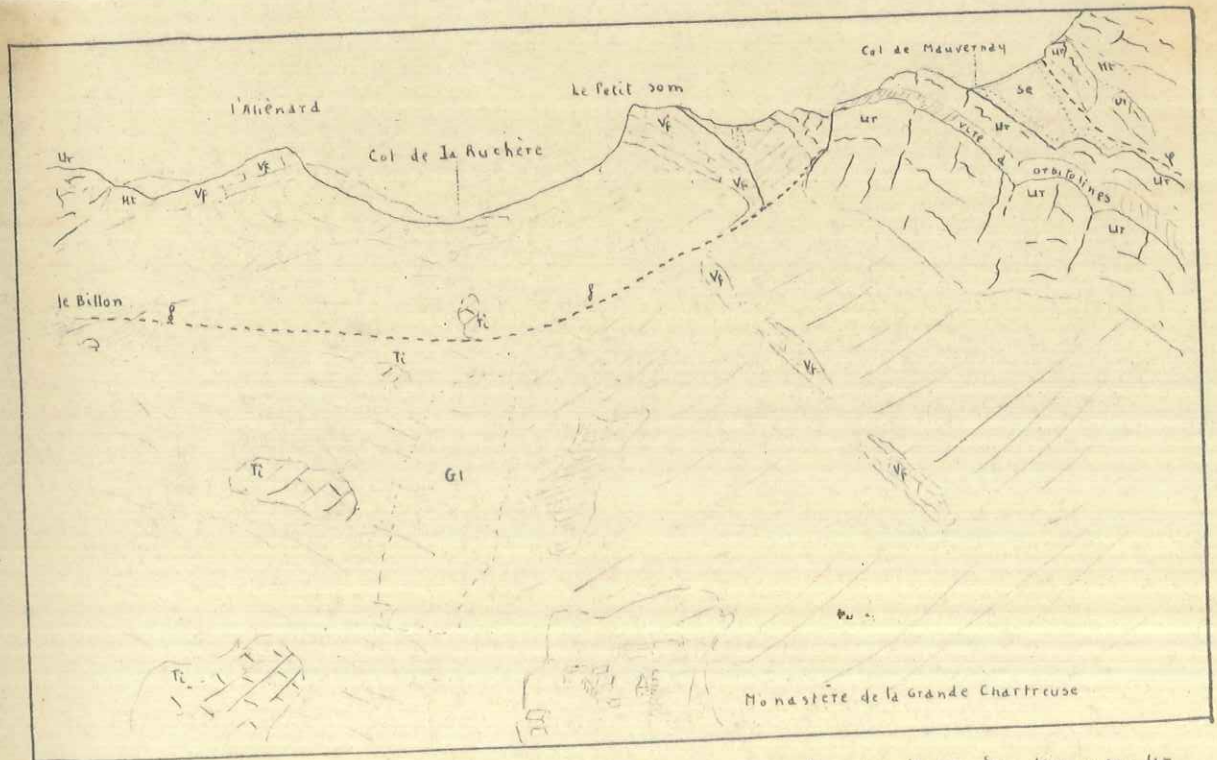 Col de Mauvernay
l'Aliénard
Le Petit Som
Col de la Ruchère
Ur
Ht
Vf
Vf
Vf
Vf
Ur
Vire à orbitolines
Ur
Ur
Ur
Ur
Se
Ur
Ht
Ur
f
le Billon
f
f
Ti
Ti
Vf
Vf
Vf
Ti
Gl
Ti
Monastère de la Grande Chartreuse